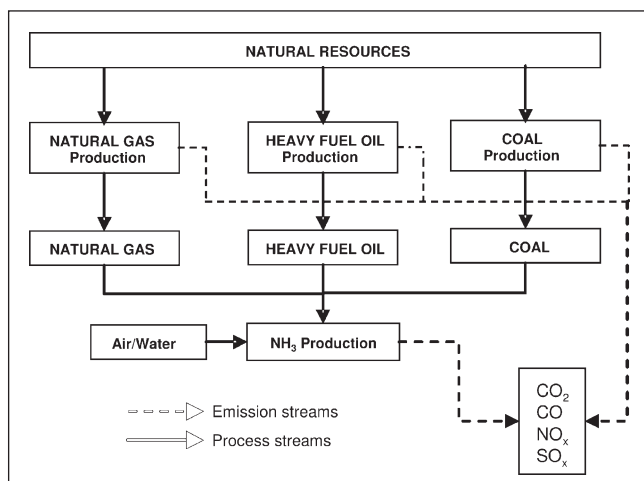 NATURAL RESOURCES
NATURAL GAS
Production
HEAVY FUEL OIL
Production
COAL
Production
NATURAL GAS
HEAVY FUEL OIL
COAL
Air/Water
NH₃ Production
CO₂
CO
NOₓ
SOₓ
Emission streams
Process streams